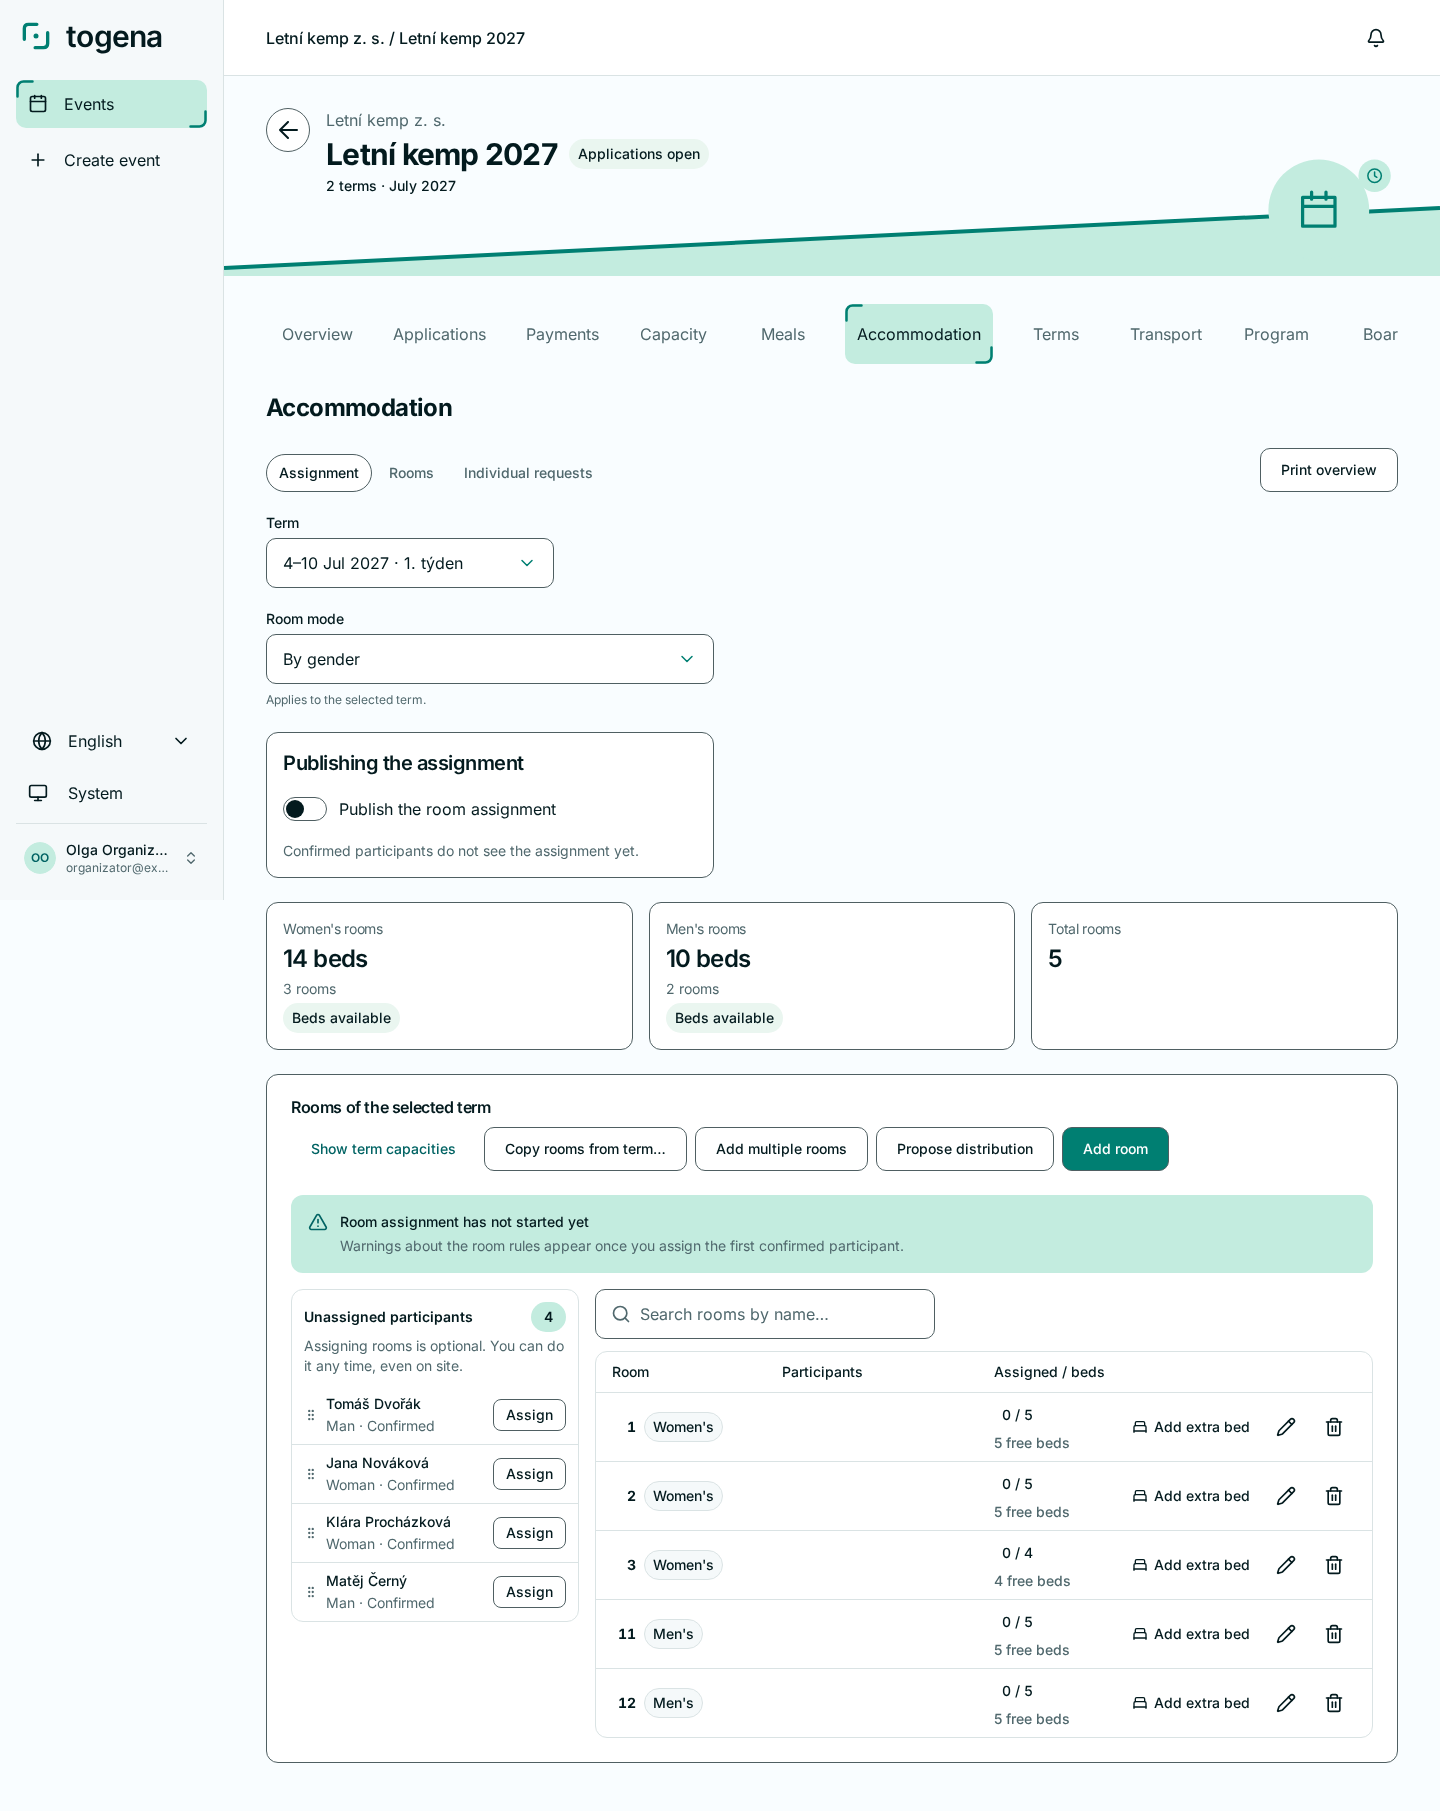 togena
Letní kemp z. s. / Letní kemp 2027
Events
Create event
English
System
OO
Olga Organiz...
organizator@ex...
Letní kemp z. s.
Letní kemp 2027
Applications open
2 terms · July 2027
Overview
Applications
Payments
Capacity
Meals
Accommodation
Terms
Transport
Program
Boar
Accommodation
Assignment
Rooms
Individual requests
Print overview
Term
4–10 Jul 2027 · 1. týden
Room mode
By gender
Applies to the selected term.
Publishing the assignment
Publish the room assignment
Confirmed participants do not see the assignment yet.
Women's rooms
14 beds
3 rooms
Beds available
Men's rooms
10 beds
2 rooms
Beds available
Total rooms
5
Rooms of the selected term
Show term capacities
Copy rooms from term...
Add multiple rooms
Propose distribution
Add room
Room assignment has not started yet
Warnings about the room rules appear once you assign the first confirmed participant.
Unassigned participants
4
Assigning rooms is optional. You can do
it any time, even on site.
Tomáš Dvořák
Man · Confirmed
Assign
Jana Nováková
Woman · Confirmed
Assign
Klára Procházková
Woman · Confirmed
Assign
Matěj Černý
Man · Confirmed
Assign
Search rooms by name...
Room
Participants
Assigned / beds
1
Women's
0 / 5
5 free beds
Add extra bed
2
Women's
0 / 5
5 free beds
Add extra bed
3
Women's
0 / 4
4 free beds
Add extra bed
11
Men's
0 / 5
5 free beds
Add extra bed
12
Men's
0 / 5
5 free beds
Add extra bed